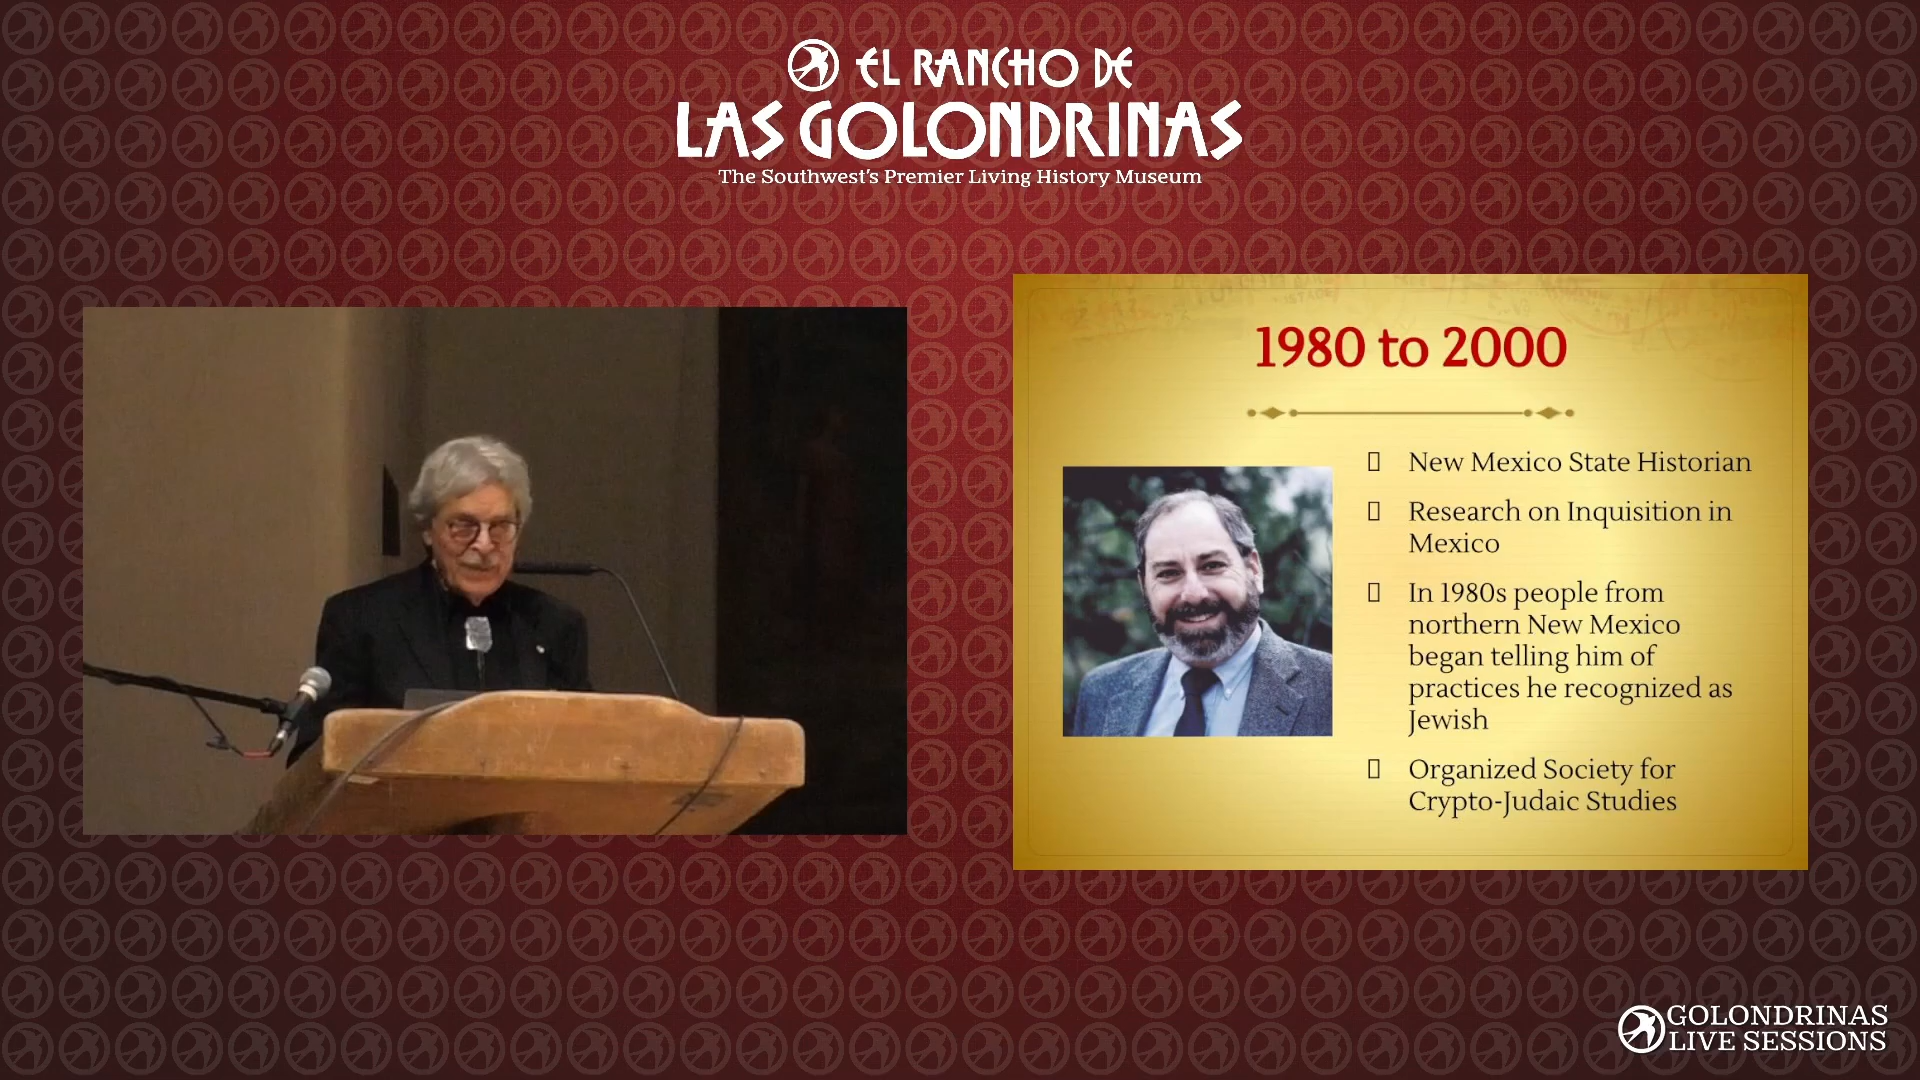 EL RANCHO DE
LAS GOLONDRINAS
The Southwest's Premier Living History Museum
1980 to 2000
New Mexico State Historian
Research on Inquisition in
Mexico
In 1980s people from
northern New Mexico
began telling him of
practices he recognized as
Jewish
Organized Society for
Crypto-Judaic Studies
GOLONDRINAS
LIVE SESSIONS